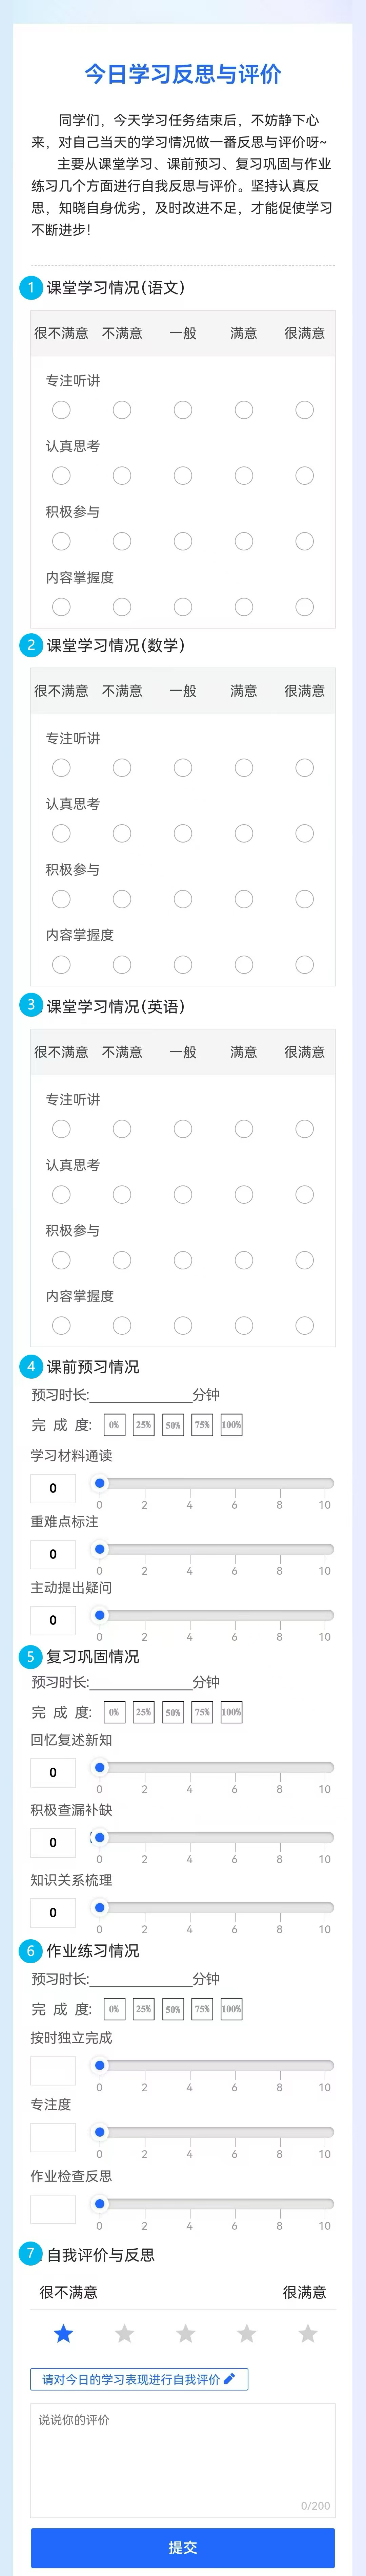 今日学习反思与评价
同学们，今天学习任务结束后，不妨静下心
来，对自己当天的学习情况做一番反思与评价呀~
主要从课堂学习、课前预习、复习巩固与作业
练习几个方面进行自我反思与评价。坚持认真反
思，知晓自身优劣，及时改进不足，才能促使学习
不断进步！
1 课堂学习情况(语文)
很不满意 不满意 一般 满意 很满意
专注听讲
认真思考
积极参与
内容掌握度
2 课堂学习情况(数学)
很不满意 不满意 一般 满意 很满意
专注听讲
认真思考
积极参与
内容掌握度
3 课堂学习情况(英语)
很不满意 不满意 一般 满意 很满意
专注听讲
认真思考
积极参与
内容掌握度
4 课前预习情况
预习时长:______________分钟
完 成 度: 0% 25% 50% 75% 100%
学习材料通读
0
0 2 4 6 8 10
重难点标注
0
0 2 4 6 8 10
主动提出疑问
0
0 2 4 6 8 10
5 复习巩固情况
预习时长:______________分钟
完 成 度: 0% 25% 50% 75% 100%
回忆复述新知
0
0 2 4 6 8 10
积极查漏补缺
0
0 2 4 6 8 10
知识关系梳理
0
0 2 4 6 8 10
6 作业练习情况
预习时长:______________分钟
完 成 度: 0% 25% 50% 75% 100%
按时独立完成
0 2 4 6 8 10
专注度
0 2 4 6 8 10
作业检查反思
0 2 4 6 8 10
7 自我评价与反思
很不满意 很满意
请对今日的学习表现进行自我评价
说说你的评价
0/200
提交